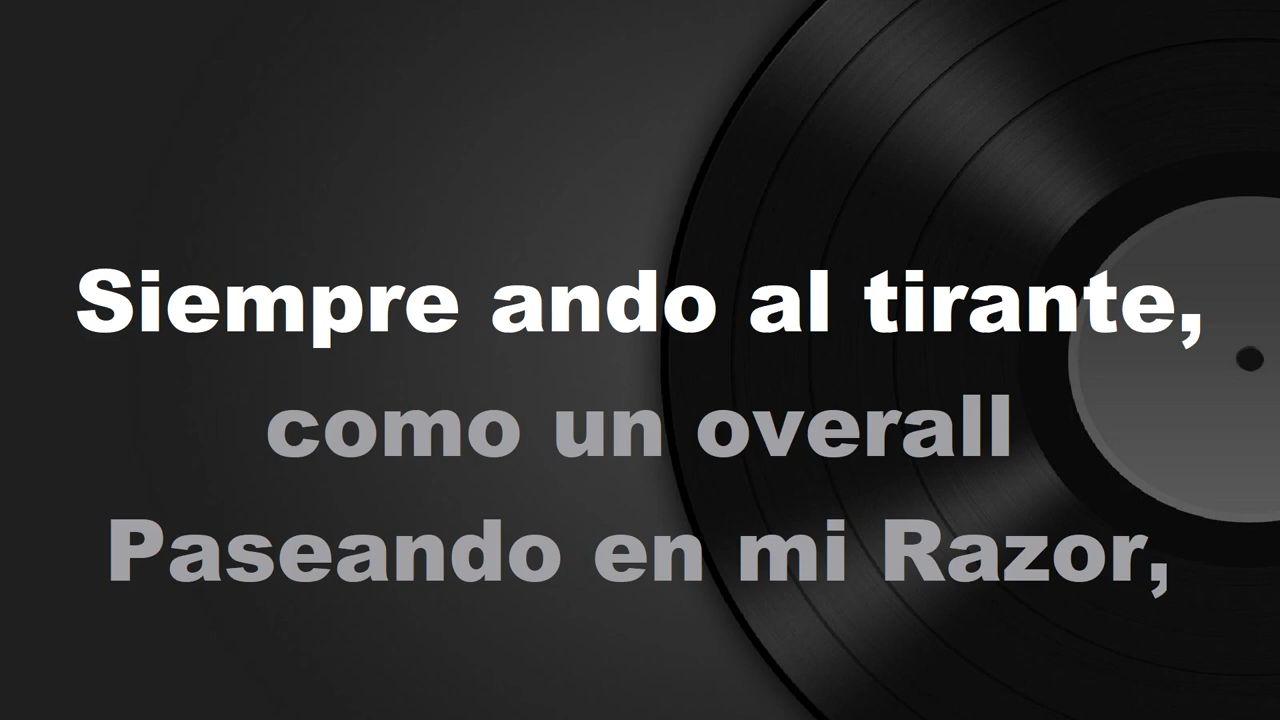 Siempre ando al tirante,
como un overall
Paseando en mi Razor,